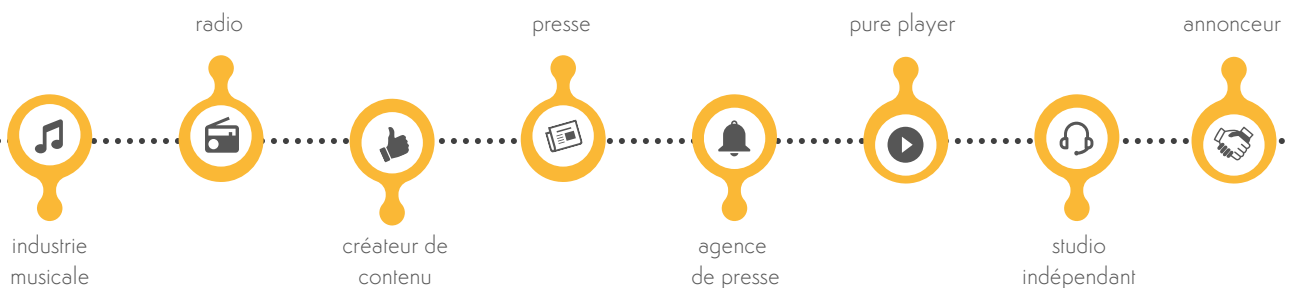 radio
presse
pure player
annonceur
industrie
musicale
créateur de
contenu
agence
de presse
studio
indépendant